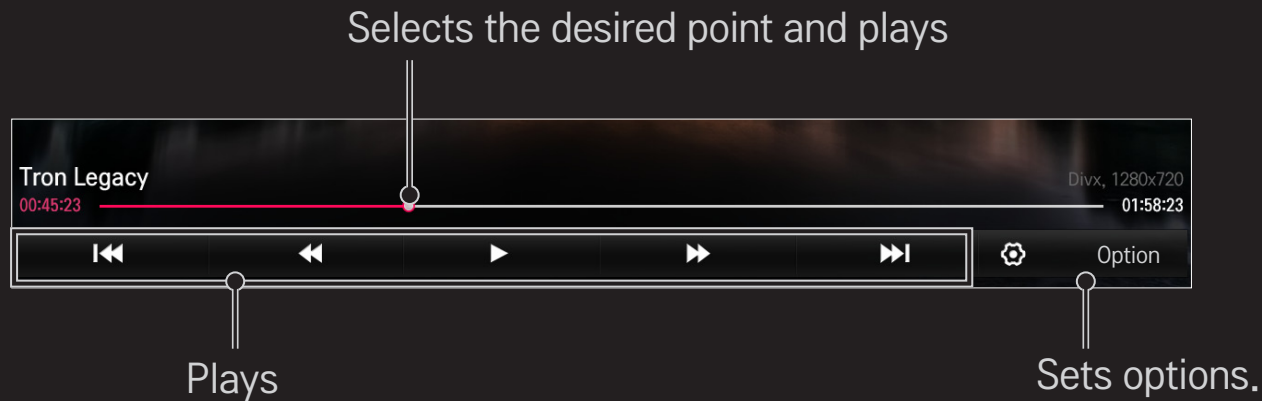 Selects the desired point and plays
Tron Legacy
Divx, 1280x720
00:45:23
01:58:23
Option
Plays
Sets options.